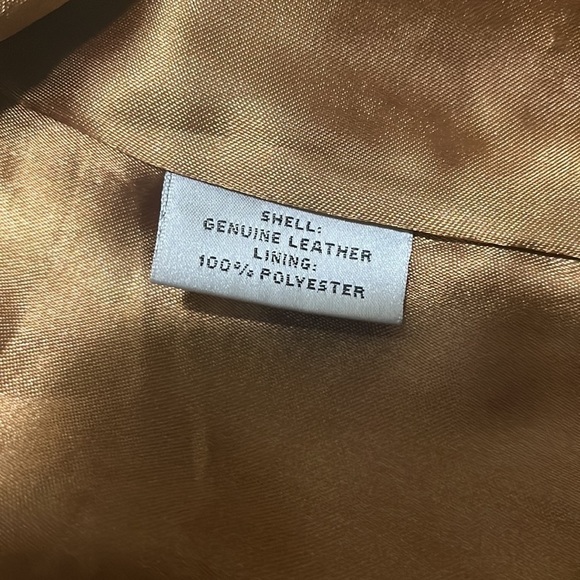 SHELL:
GENUINE LEATHER
LINING:
100% POLYESTER